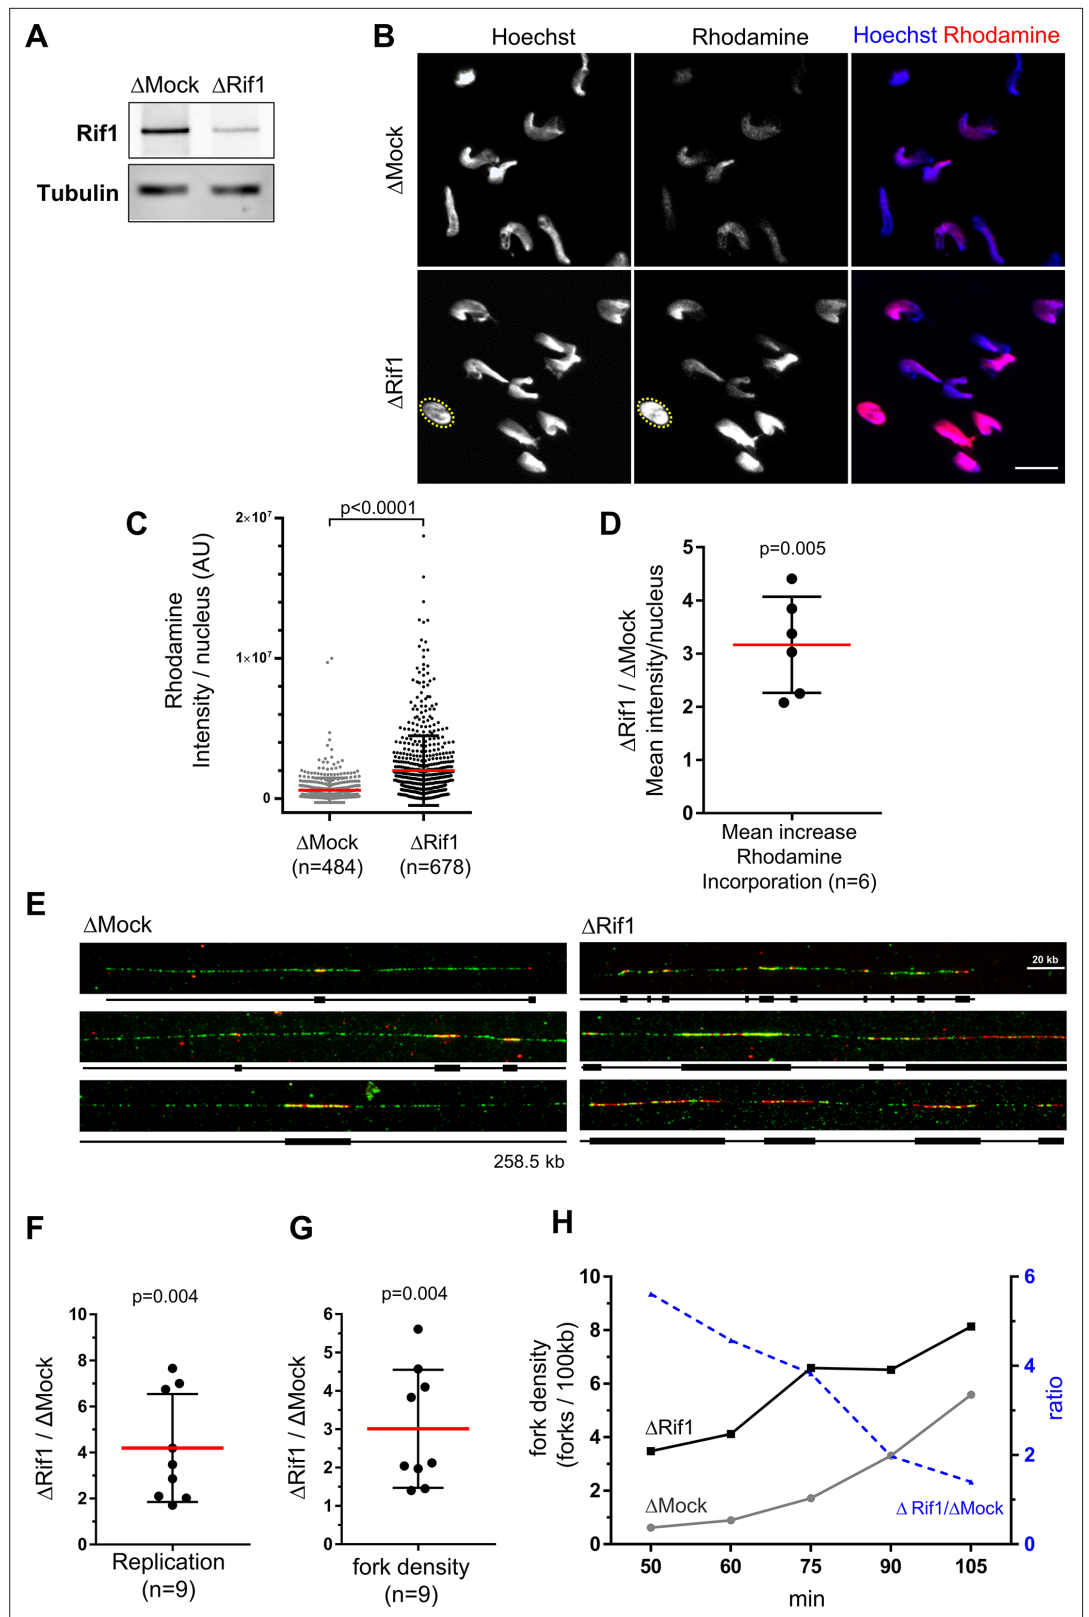 A
ΔMock ΔRif1
Rif1
Tubulin
B
Hoechst
Rhodamine
Hoechst Rhodamine
ΔMock
ΔRif1
C
p<0.0001
Rhodamine
Intensity / nucleus (AU)
2×10⁷
1×10⁷
0
ΔMock
(n=484)
ΔRif1
(n=678)
D
p=0.005
ΔRif1 / ΔMock
Mean intensity/nucleus
5
4
3
2
1
0
Mean increase
Rhodamine
Incorporation (n=6)
E
ΔMock
ΔRif1
20 kb
258.5 kb
F
p=0.004
ΔRif1 / ΔMock
10
8
6
4
2
0
Replication
(n=9)
G
p=0.004
ΔRif1 / ΔMock
6
5
4
3
2
1
0
fork density
(n=9)
H
fork density
(forks / 100kb)
10
8
6
4
2
0
ΔRif1
ΔMock
Δ Rif1/ΔMock
6
4
2
0
ratio
50 60 75 90 105
min